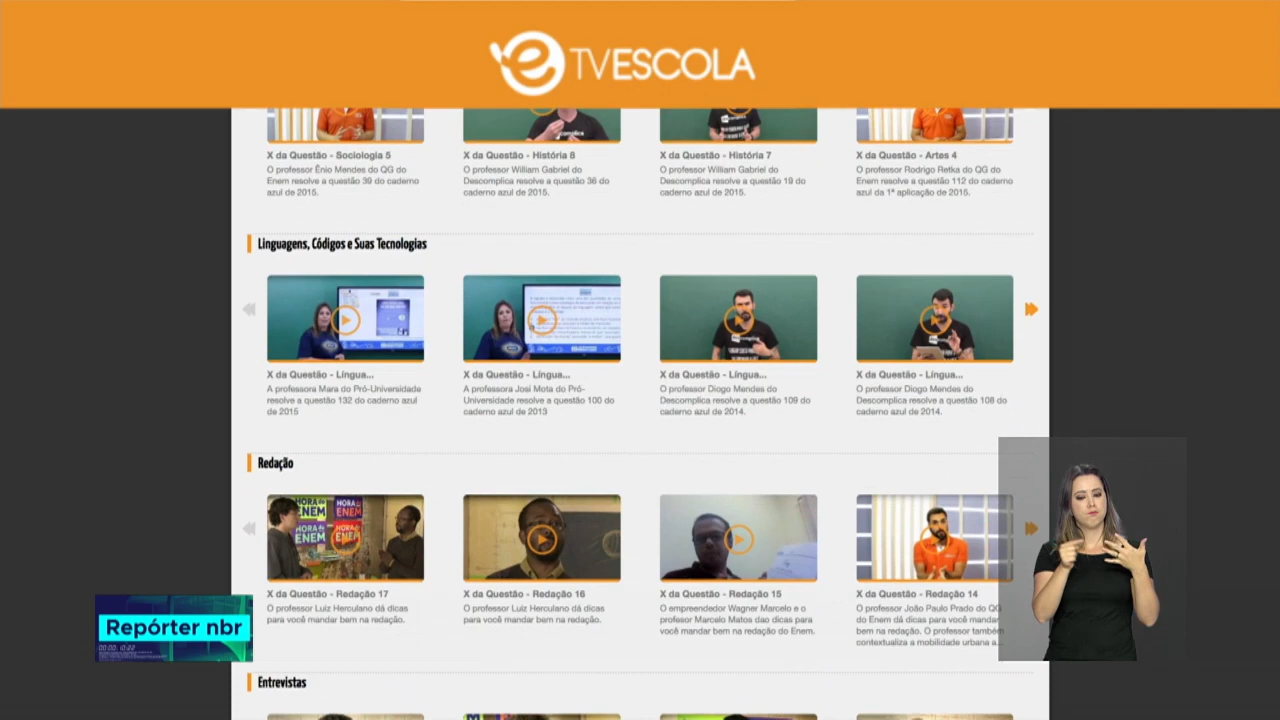 TVESCOLA
complica
X da Questão - Sociologia 5
O professor Ênio Mendes do QG do
Enem resolve a questão 39 do caderno
azul de 2015.
X da Questão - História 8
O professor William Gabriel do
Descomplica resolve a questão 36 do
caderno azul de 2015.
X da Questão - História 7
O professor William Gabriel do
Descomplica resolve a questão 19 do
caderno azul de 2015.
X da Questão - Artes 4
O professor Rodrigo Retka do QG do
Enem resolve a questão 112 do caderno
azul da 1ª aplicação de 2015.
Linguagens, Códigos e Suas Tecnologias
X da Questão - Língua...
A professora Mara do Pró-Universidade
resolve a questão 132 do caderno azul
de 2015
X da Questão - Língua...
A professora Josi Mota do Pró-
Universidade resolve a questão 100 do
caderno azul de 2013
X da Questão - Língua...
O professor Diogo Mendes do
Descomplica resolve a questão 109 do
caderno azul de 2014.
X da Questão - Língua...
O professor Diogo Mendes do
Descomplica resolve a questão 108 do
caderno azul de 2014.
Redação
HORA do
ENEM
HORA do
ENEM
X da Questão - Redação 17
O professor Luiz Herculano dá dicas
para você mandar bem na redação.
X da Questão - Redação 16
O professor Luiz Herculano dá dicas
para você mandar bem na redação.
X da Questão - Redação 15
O empreendedor Wagner Marcelo e o
profesor Marcelo Matos dao dicas para
você mandar bem na redação do Enem.
X da Questão - Redação 14
O professor João Paulo Prado do QG
do Enem dá dicas para você mandar
bem na redação. O professor também
contextualiza a mobilidade urbana a...
Repórter nbr
Entrevistas